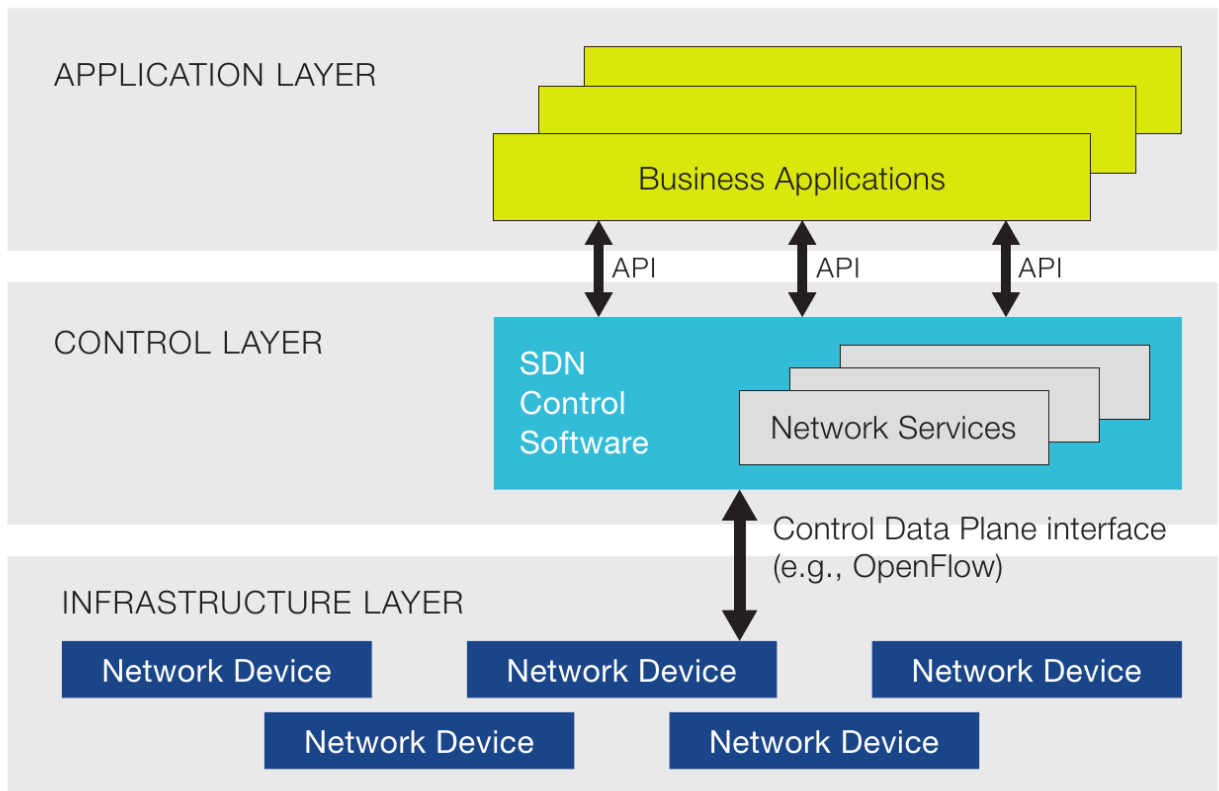 APPLICATION LAYER
Business Applications
API
API
API
CONTROL LAYER
SDN
Control
Software
Network Services
Control Data Plane interface
(e.g., OpenFlow)
INFRASTRUCTURE LAYER
Network Device
Network Device
Network Device
Network Device
Network Device